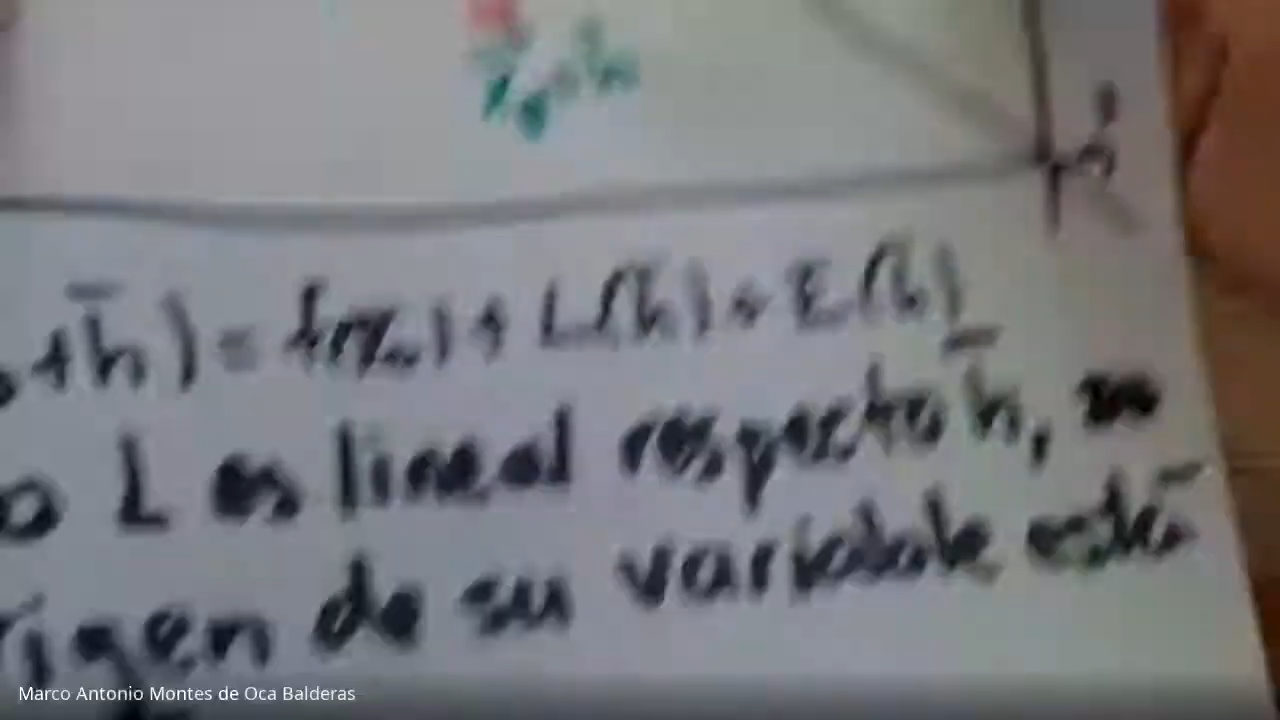 +h̄) = f(x̄₀) + L(h̄) + E(h̄)
L es lineal respecto h̄, su
rigen de su variable está
Marco Antonio Montes de Oca Balderas